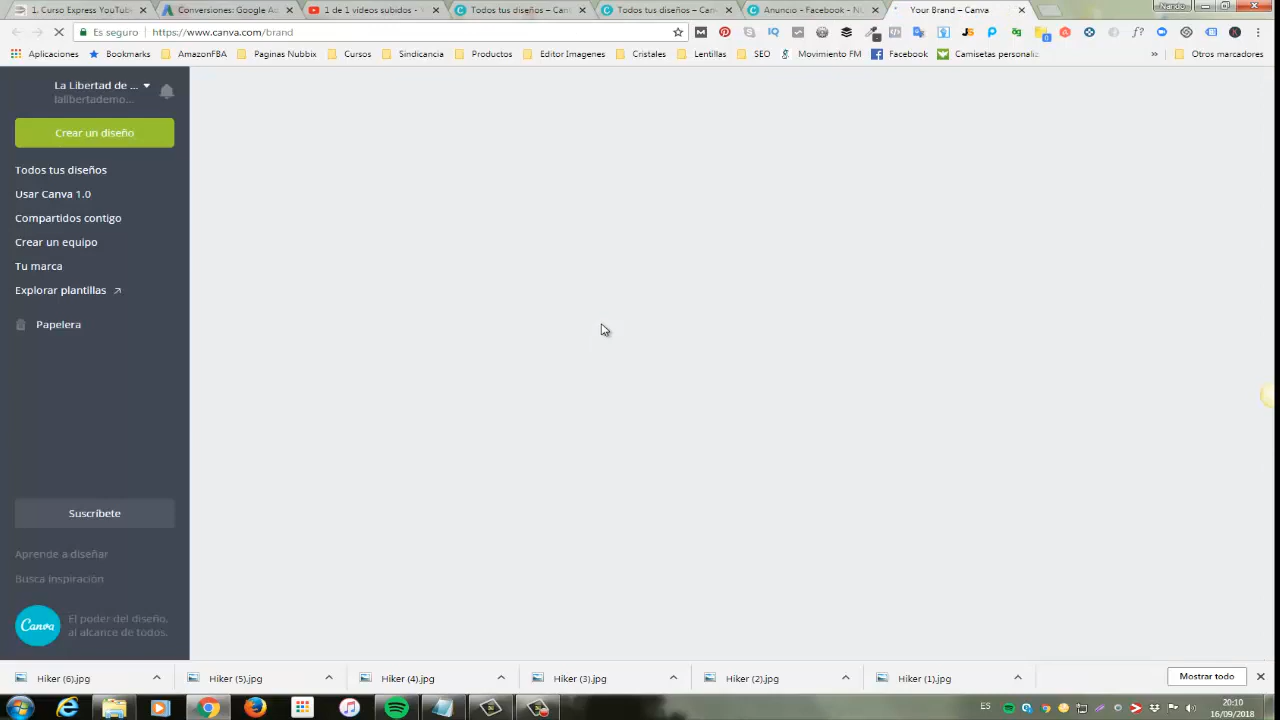 1. Curso Express YouTub
Conversiones: Google Ad
1 de 1 vídeos subidos -
Todos tus diseños – Can
Todos tus diseños – Can
Anuncio - Facebook - NU
Your Brand – Canva
Nando
Es seguro
https://www.canva.com/brand
Aplicaciones
Bookmarks
AmazonFBA
Paginas Nubbix
Cursos
Sindicancia
Productos
Editor Imagenes
Cristales
Lentillas
SEO
Movimiento FM
Facebook
Camisetas personaliz
»
Otros marcadores
La Libertad de ...
lalibertademo...
Crear un diseño
Todos tus diseños
Usar Canva 1.0
Compartidos contigo
Crear un equipo
Tu marca
Explorar plantillas
Papelera
Suscríbete
Aprende a diseñar
Busca inspiración
Canva
El poder del diseño,
al alcance de todos.
Hiker (6).jpg
Hiker (5).jpg
Hiker (4).jpg
Hiker (3).jpg
Hiker (2).jpg
Hiker (1).jpg
Mostrar todo
ES
20:10
16/09/2018